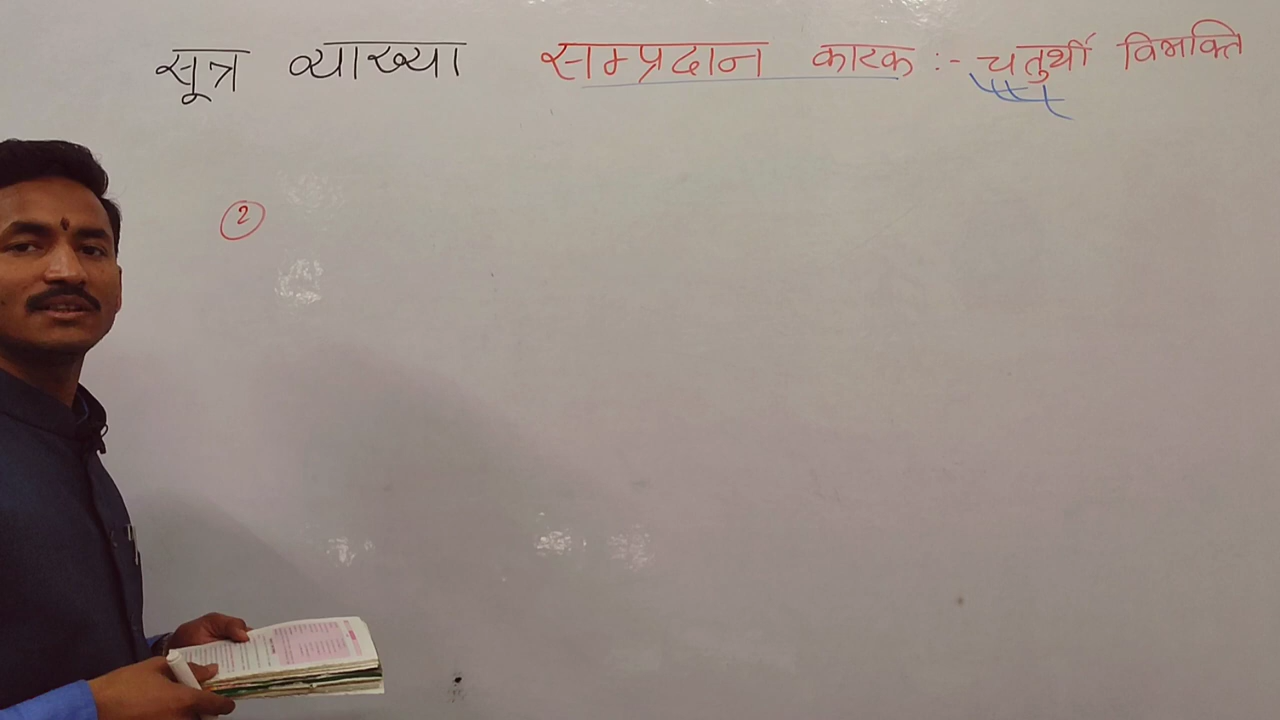 सूत्र व्याख्या सम्प्रदान कारक :- चतुर्थी विभक्ति
2